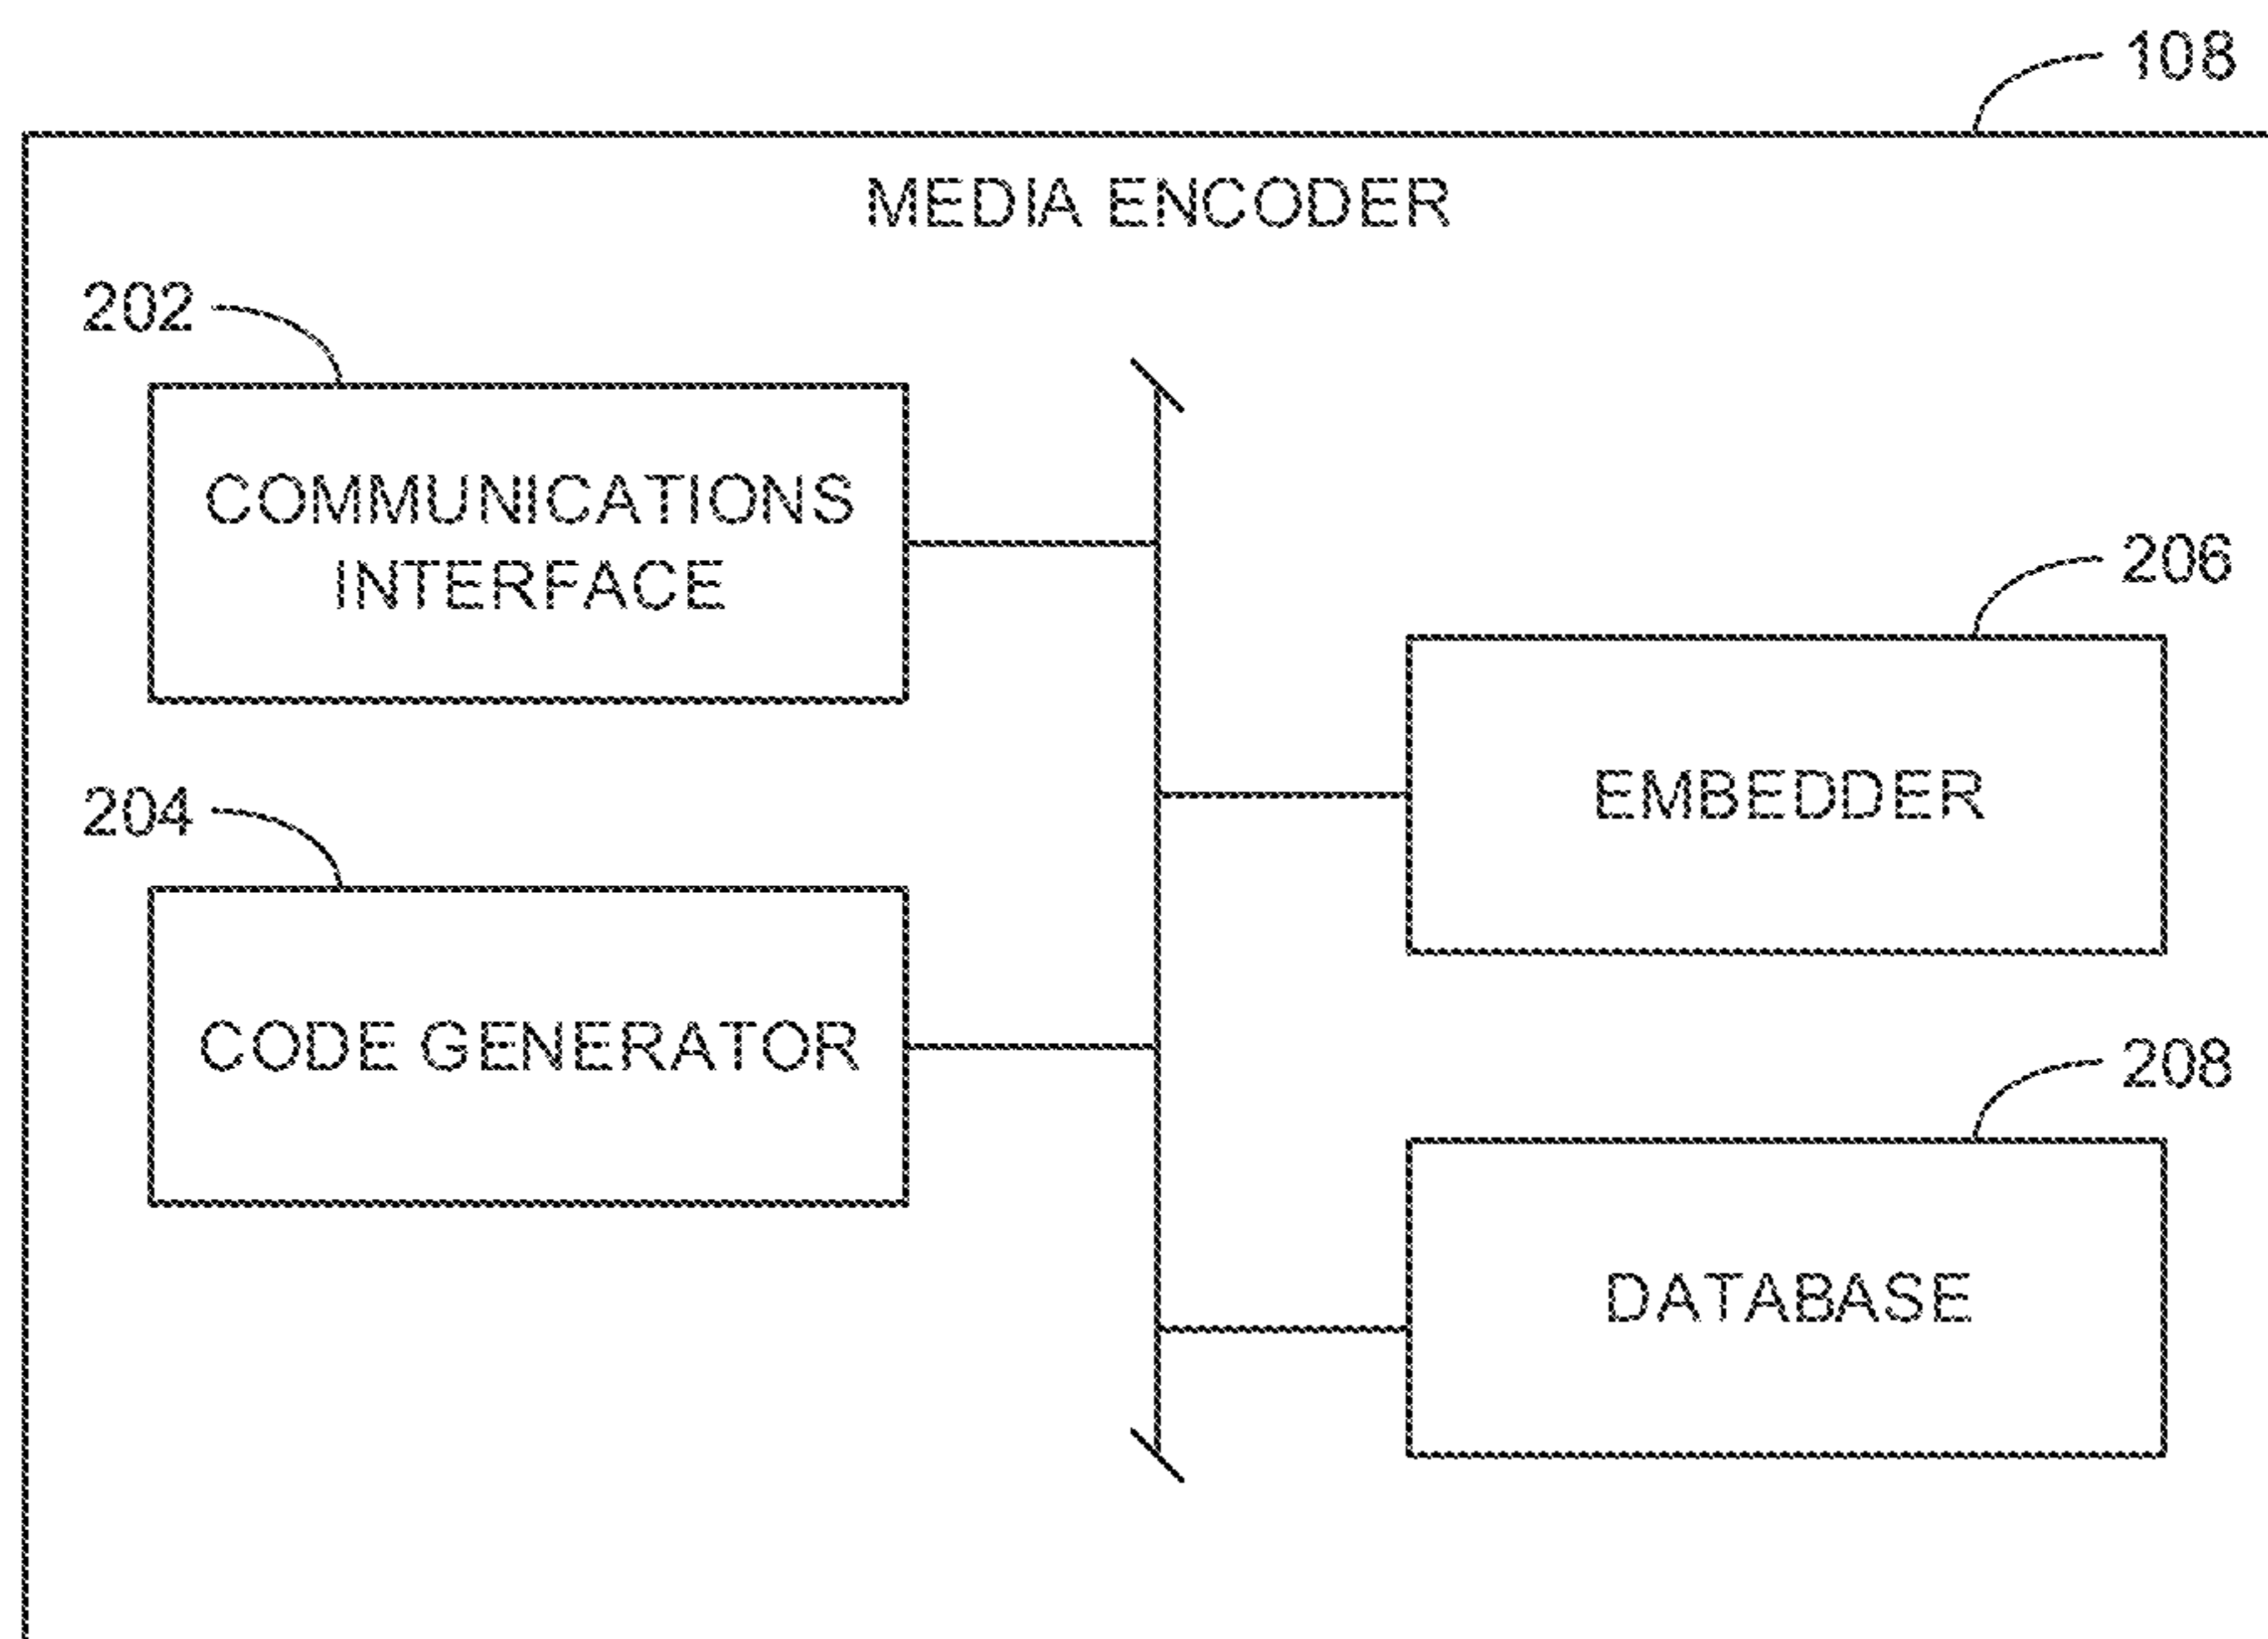 108
MEDIA ENCODER
202
COMMUNICATIONS
INTERFACE
206
EMBEDDER
204
CODE GENERATOR
208
DATABASE